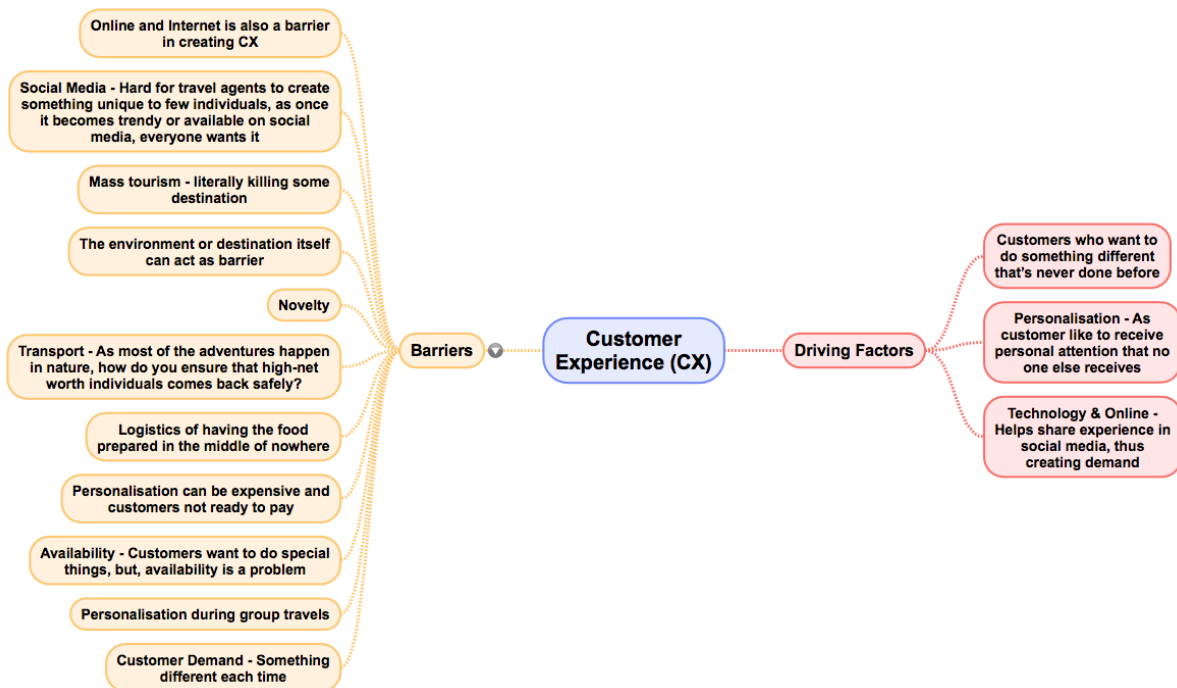 Online and Internet is also a barrier
in creating CX
Social Media - Hard for travel agents to create
something unique to few individuals, as once
it becomes trendy or available on social
media, everyone wants it
Mass tourism - literally killing some
destination
The environment or destination itself
can act as barrier
Novelty
Transport - As most of the adventures happen
in nature, how do you ensure that high-net
worth individuals comes back safely?
Logistics of having the food
prepared in the middle of nowhere
Personalisation can be expensive and
customers not ready to pay
Availability - Customers want to do special
things, but, availability is a problem
Personalisation during group travels
Customer Demand - Something
different each time
Barriers
Customer
Experience (CX)
Driving Factors
Customers who want to
do something different
that's never done before
Personalisation - As
customer like to receive
personal attention that no
one else receives
Technology & Online -
Helps share experience in
social media, thus
creating demand